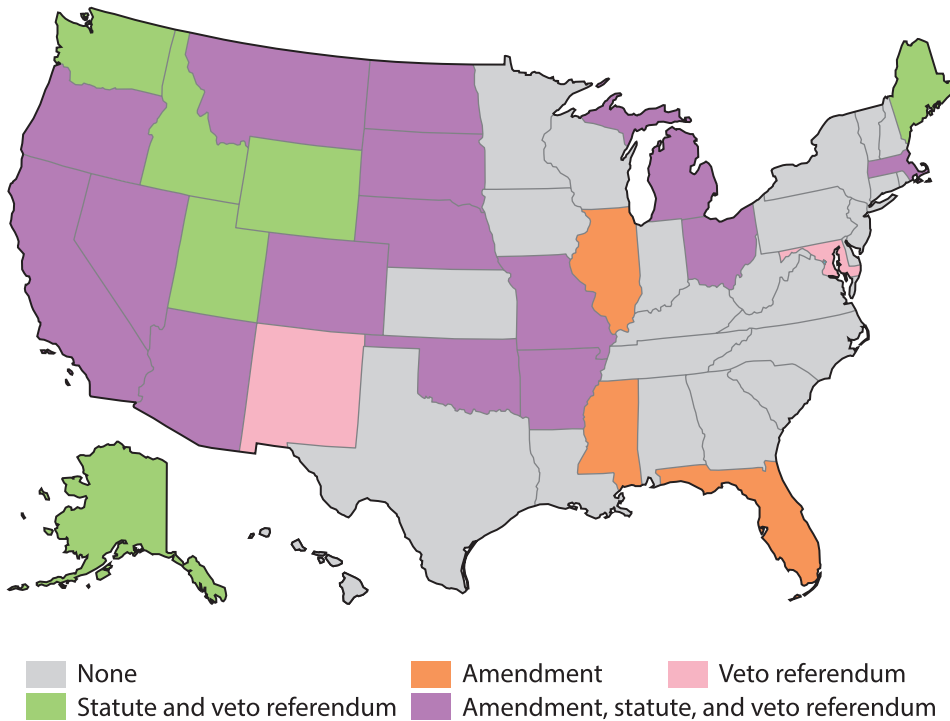 None
Amendment
Veto referendum
Statute and veto referendum
Amendment, statute, and veto referendum